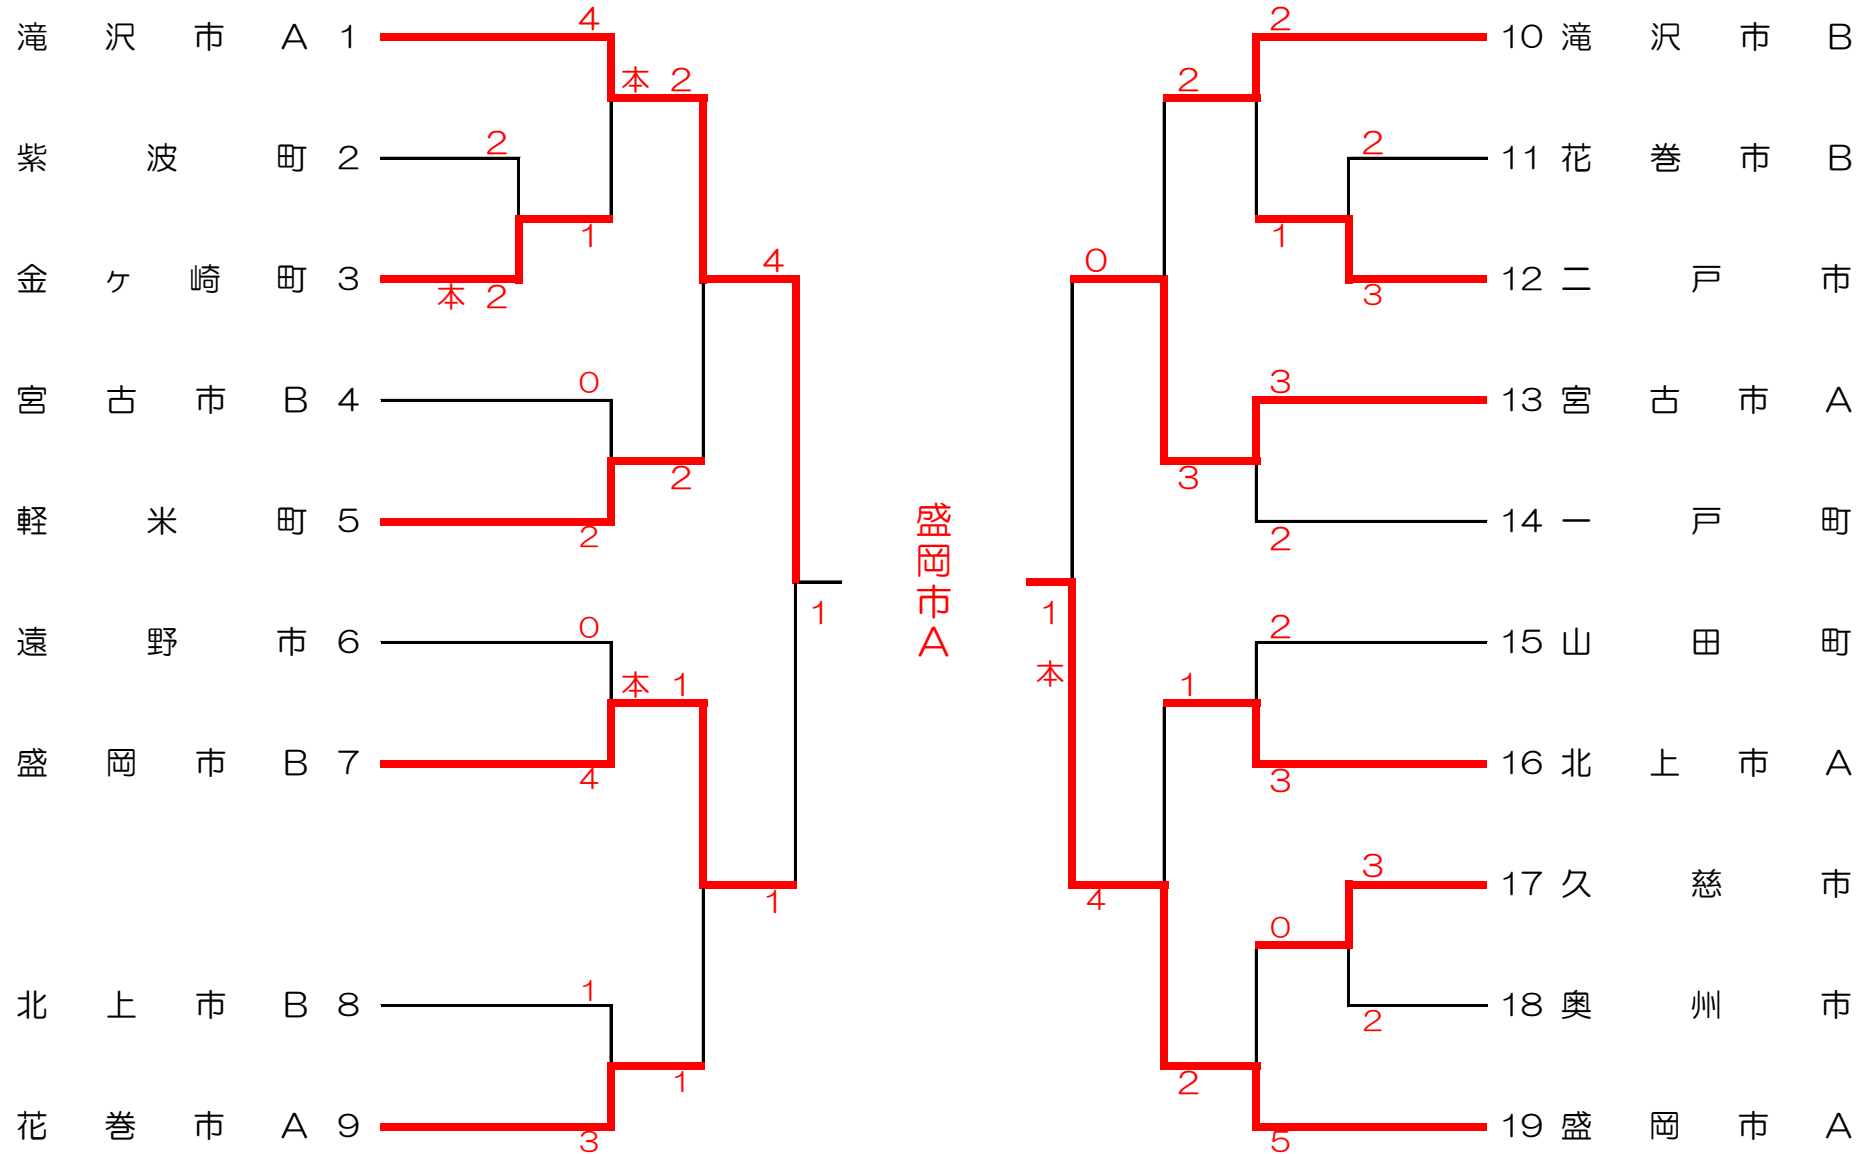 4
2
滝沢市A 1
10 滝沢市B
本 2
2
紫波町 2
2
2
11 花巻市B
1
1
金ヶ崎町 3
本 2
4
0
3
12 二戸市
宮古市B 4
0
3
13 宮古市A
2
3
軽米町 5
2
盛岡市A
2
14 一戸町
1
1
遠野市 6
0
2
15 山田町
本 1
本
1
盛岡市B 7
4
3
16 北上市A
1
4
3
17 久慈市
0
北上市B 8
1
2
18 奥州市
1
2
花巻市A 9
3
5
19 盛岡市A